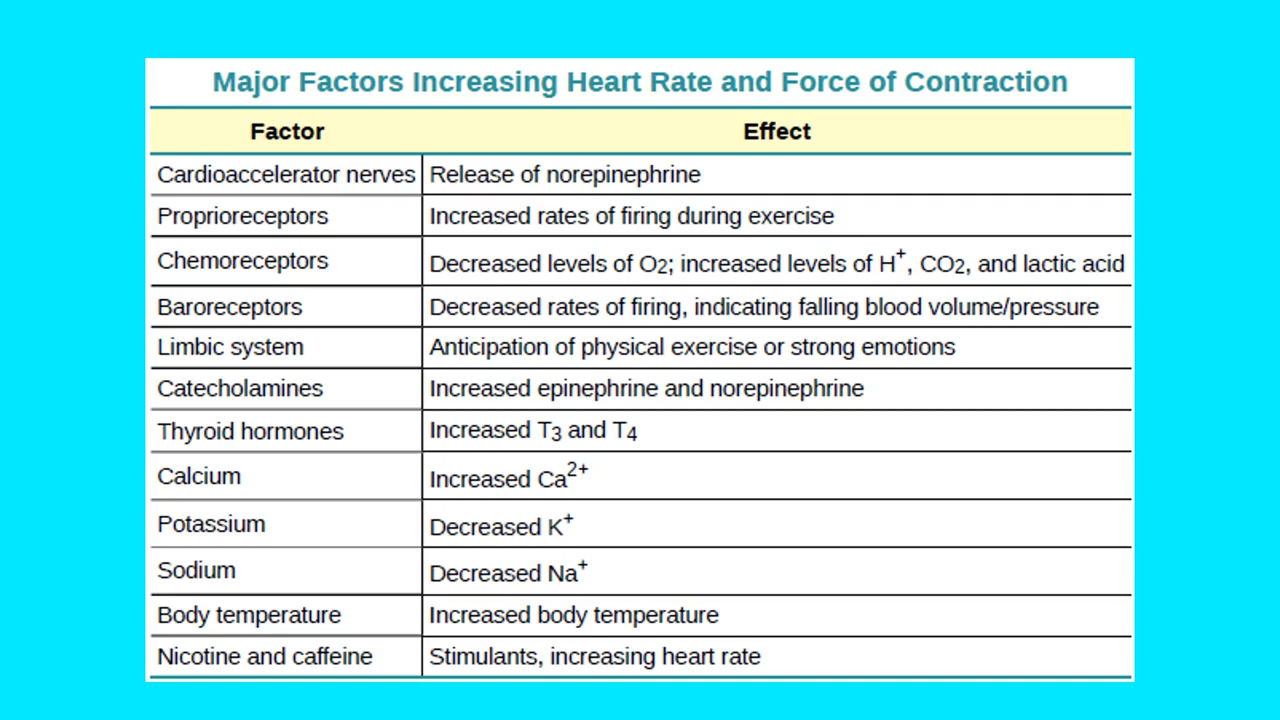 Major Factors Increasing Heart Rate and Force of Contraction
Factor Effect
Cardioaccelerator nerves Release of norepinephrine
Proprioreceptors Increased rates of firing during exercise
Chemoreceptors Decreased levels of O₂; increased levels of H⁺, CO₂, and lactic acid
Baroreceptors Decreased rates of firing, indicating falling blood volume/pressure
Limbic system Anticipation of physical exercise or strong emotions
Catecholamines Increased epinephrine and norepinephrine
Thyroid hormones Increased T₃ and T₄
Calcium Increased Ca²⁺
Potassium Decreased K⁺
Sodium Decreased Na⁺
Body temperature Increased body temperature
Nicotine and caffeine Stimulants, increasing heart rate